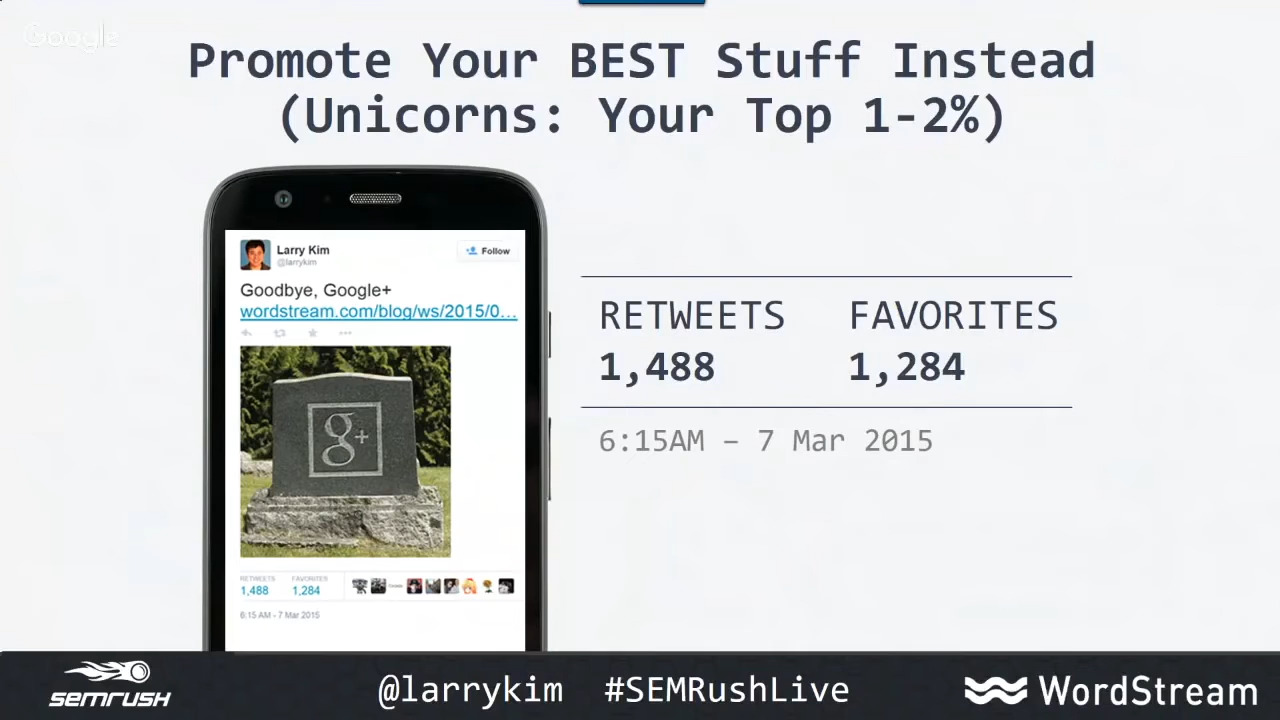 Google
Promote Your BEST Stuff Instead
(Unicorns: Your Top 1-2%)
Larry Kim
@larrykim
Follow
Goodbye, Google+
wordstream.com/blog/ws/2015/0...
g+
RETWEETS FAVORITES
1,488 1,284
6:15 AM - 7 Mar 2015
RETWEETS FAVORITES
1,488 1,284
6:15AM – 7 Mar 2015
semrush
@larrykim #SEMRushLive
WordStream